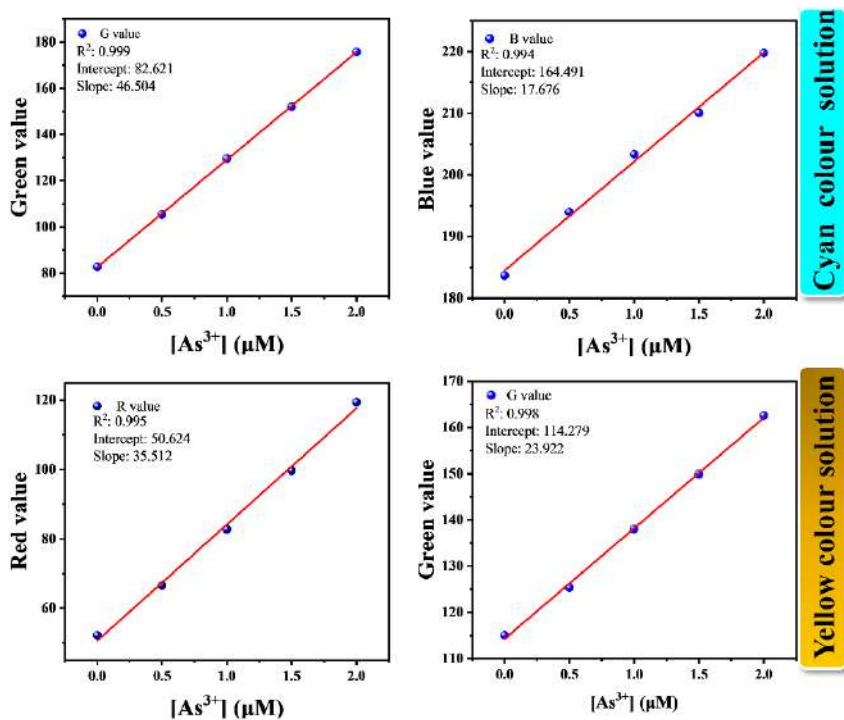 G value
R²: 0.999
Intercept: 82.621
Slope: 46.504
180
160
140
120
100
80
Green value
0.0 0.5 1.0 1.5 2.0
[As³⁺] (µM)
B value
R²: 0.994
Intercept: 164.491
Slope: 17.676
220
210
200
190
180
Blue value
0.0 0.5 1.0 1.5 2.0
[As³⁺] (µM)
Cyan colour solution
R value
R²: 0.995
Intercept: 50.624
Slope: 35.512
120
100
80
60
Red value
0.0 0.5 1.0 1.5 2.0
[As³⁺] (µM)
G value
R²: 0.998
Intercept: 114.279
Slope: 23.922
170
160
150
140
130
120
110
Green value
0.0 0.5 1.0 1.5 2.0
[As³⁺] (µM)
Yellow colour solution